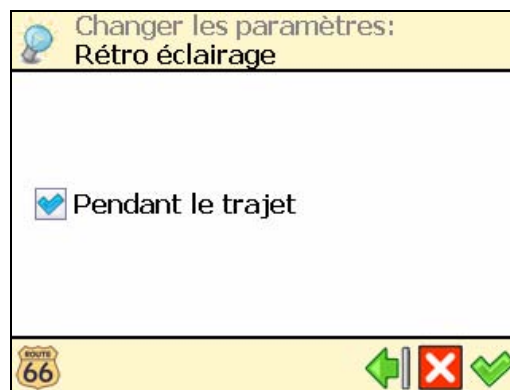 Changer les paramètres:
Rétro éclairage
Pendant le trajet
ROUTE
66